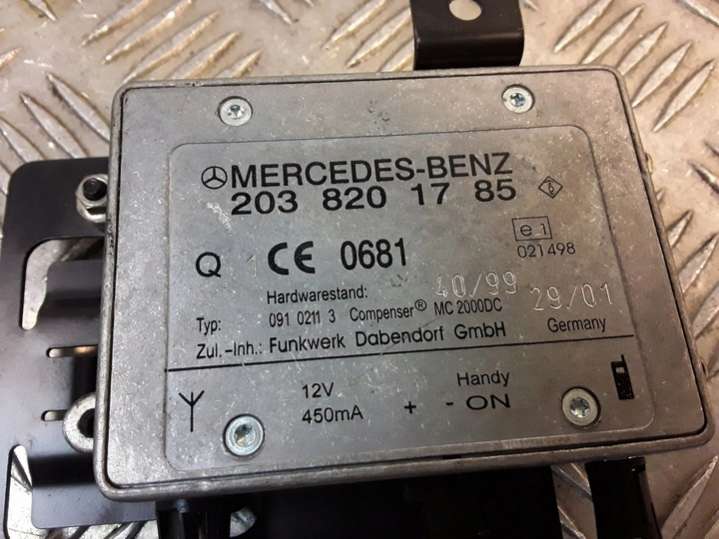 MERCEDES-BENZ
203 820 17 85
Q 1 CE 0681
e1
021498
Hardwarestand: 40/99 29/01
Typ: 091 0211 3 Compenser® MC 2000DC Germany
Zul.-Inh.: Funkwerk Dabendorf GmbH
12V Handy
450mA + - ON